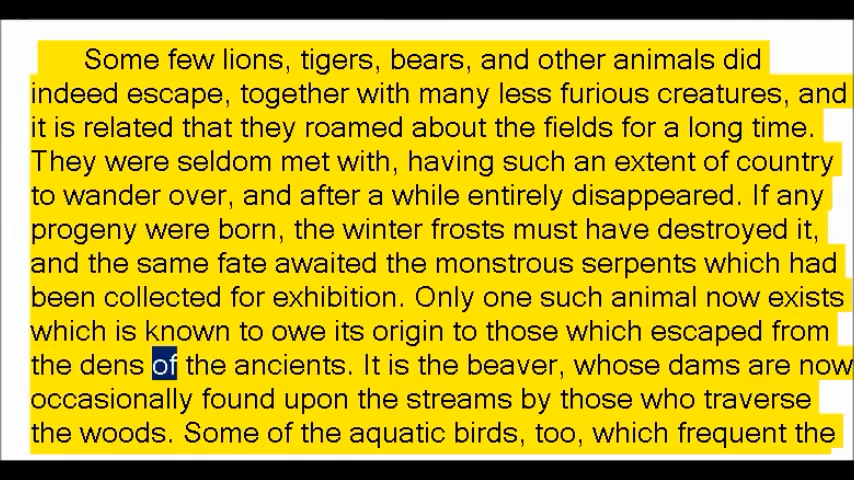 Some few lions, tigers, bears, and other animals did
indeed escape, together with many less furious creatures, and
it is related that they roamed about the fields for a long time.
They were seldom met with, having such an extent of country
to wander over, and after a while entirely disappeared. If any
progeny were born, the winter frosts must have destroyed it,
and the same fate awaited the monstrous serpents which had
been collected for exhibition. Only one such animal now exists
which is known to owe its origin to those which escaped from
the dens of the ancients. It is the beaver, whose dams are now
occasionally found upon the streams by those who traverse
the woods. Some of the aquatic birds, too, which frequent the